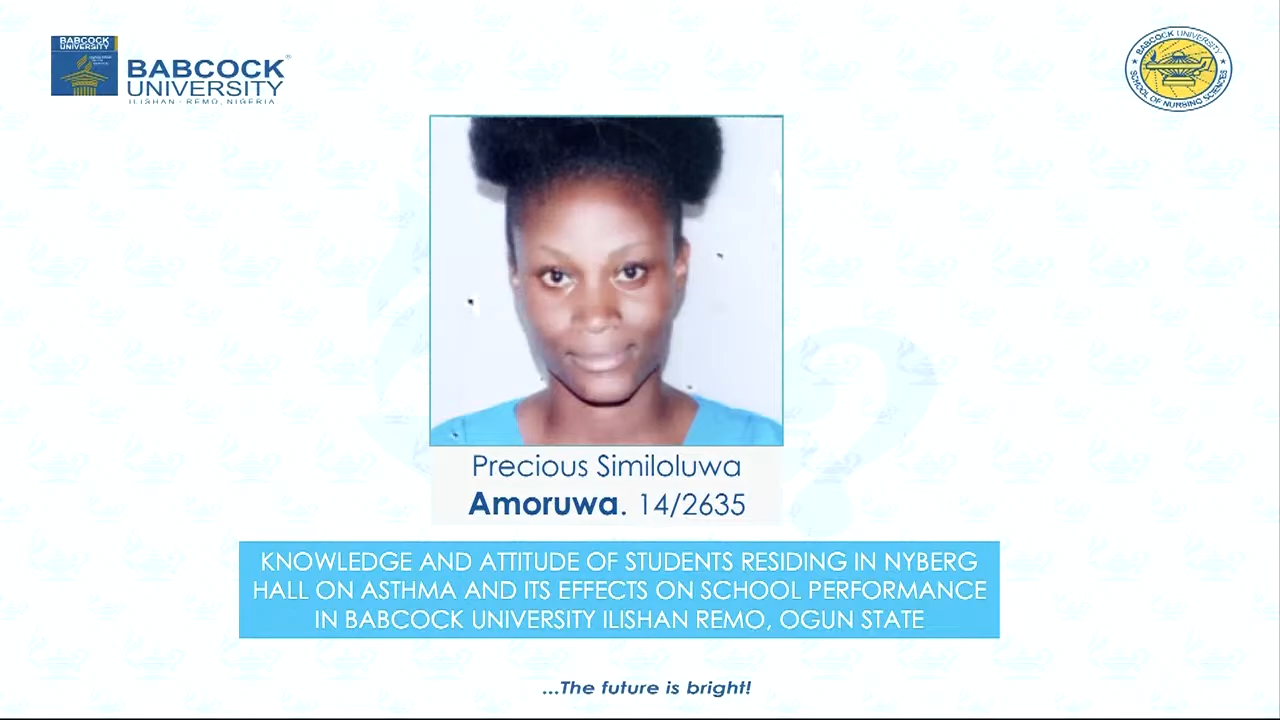 BABCOCK
UNIVERSITY
BABCOCK
UNIVERSITY
ILISHAN - REMO, NIGERIA
BABCOCK UNIVERSITY
SCHOOL OF NURSING SCIENCES
Precious Similoluwa
Amoruwa. 14/2635
KNOWLEDGE AND ATTITUDE OF STUDENTS RESIDING IN NYBERG
HALL ON ASTHMA AND ITS EFFECTS ON SCHOOL PERFORMANCE
IN BABCOCK UNIVERSITY ILISHAN REMO, OGUN STATE
...The future is bright!